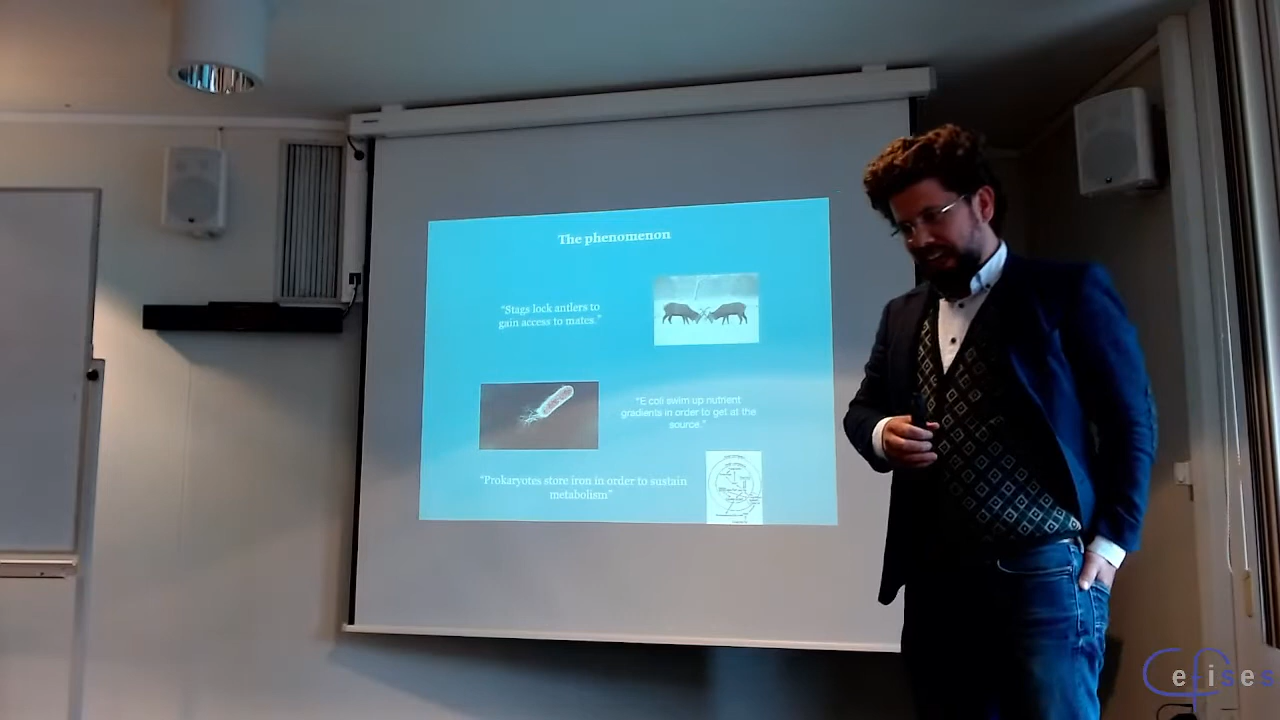 The phenomenon
“Stags lock antlers to
gain access to mates.”
“E coli swim up nutrient
gradients in order to get at the
source.”
“Prokaryotes store iron in order to sustain
metabolism”
Cefises